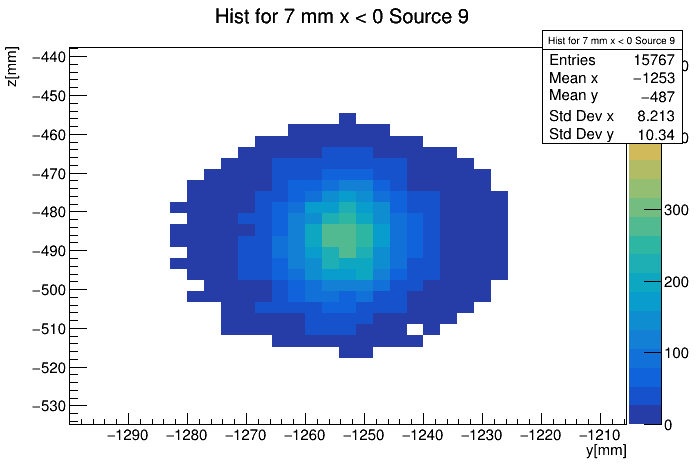 Hist for 7 mm x < 0 Source 9
z[mm]
Hist for 7 mm x < 0 Source 9
Entries 15767
Mean x −1253
Mean y −487
Std Dev x 8.213
Std Dev y 10.34
−440
−450
−460
−470
−480
−490
−500
−510
−520
−530
0
0
300
200
100
0
−1290 −1280 −1270 −1260 −1250 −1240 −1230 −1220 −1210
y[mm]